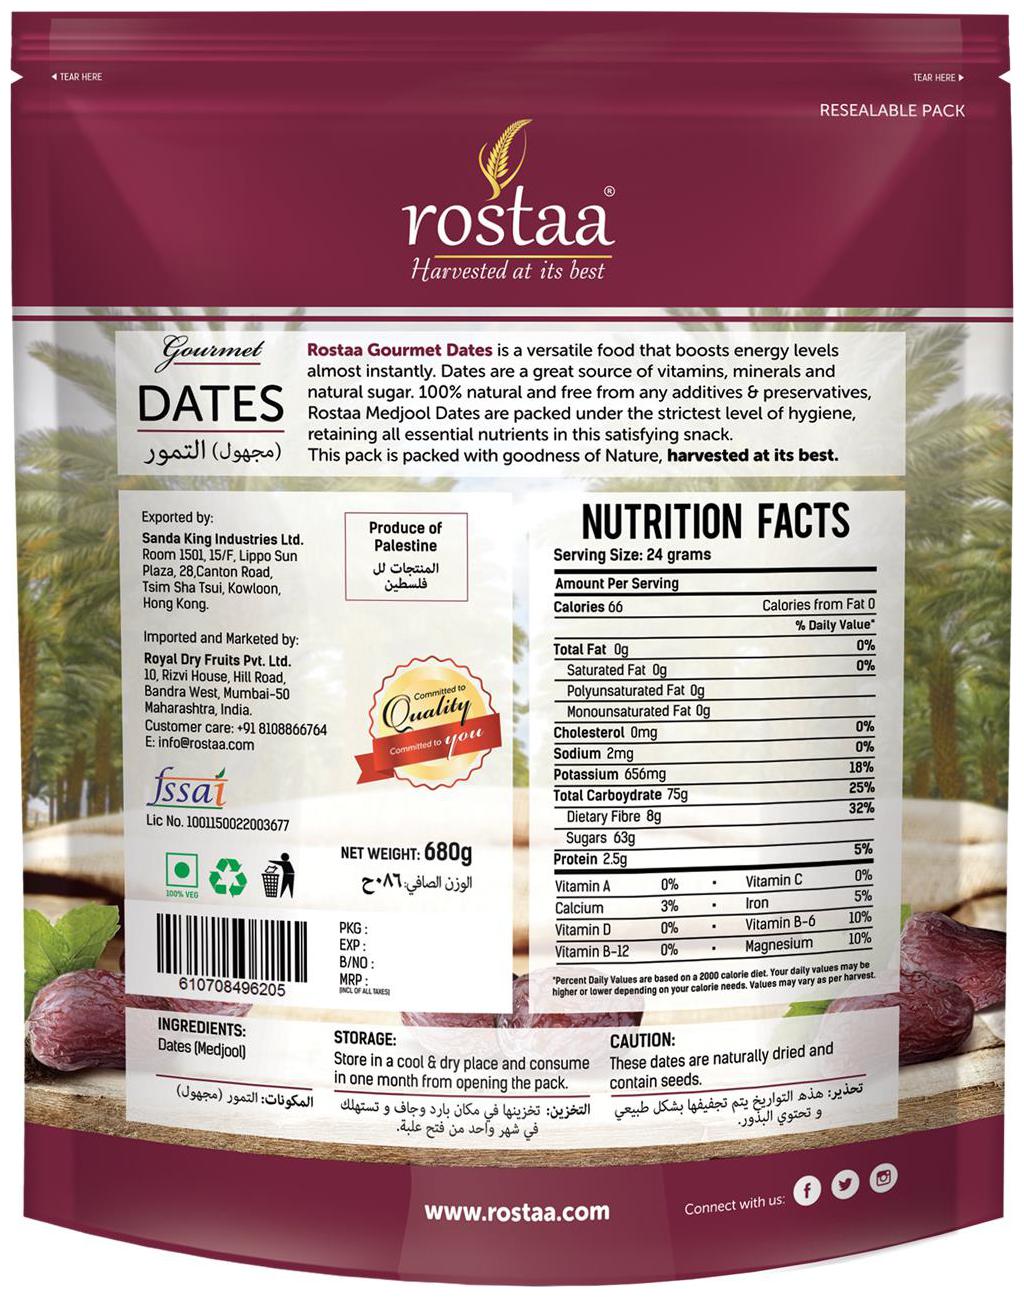 ◀ TEAR HERE
TEAR HERE ▶
RESEALABLE PACK
rostaa®
Harvested at its best
Gourmet
DATES
التمور (مجهول)
Rostaa Gourmet Dates is a versatile food that boosts energy levels
almost instantly. Dates are a great source of vitamins, minerals and
natural sugar. 100% natural and free from any additives & preservatives,
Rostaa Medjool Dates are packed under the strictest level of hygiene,
retaining all essential nutrients in this satisfying snack.
This pack is packed with goodness of Nature, harvested at its best.
Exported by:
Sanda King Industries Ltd.
Room 1501, 15/F, Lippo Sun
Plaza, 28,Canton Road,
Tsim Sha Tsui, Kowloon,
Hong Kong.
Produce of
Palestine
المنتجات لل
فلسطين
Imported and Marketed by:
Royal Dry Fruits Pvt. Ltd.
10, Rizvi House, Hill Road,
Bandra West, Mumbai-50
Maharashtra, India.
Customer care: +91 8108866764
E: info@rostaa.com
Committed to
Quality
Committed to you
fssai
Lic No. 1001150022003677
100% VEG
NET WEIGHT: 680g
الوزن الصافي: ٠٨٦ح
610708496205
PKG :
EXP :
B/NO :
MRP :
(INCL OF ALL TAXES)
NUTRITION FACTS
Serving Size: 24 grams
Amount Per Serving
Calories 66 Calories from Fat 0
% Daily Value*
Total Fat 0g 0%
Saturated Fat 0g 0%
Polyunsaturated Fat 0g
Monounsaturated Fat 0g
Cholesterol 0mg 0%
Sodium 2mg 0%
Potassium 656mg 18%
Total Carboydrate 75g 25%
Dietary Fibre 8g 32%
Sugars 63g
Protein 2.5g 5%
Vitamin A 0% • Vitamin C 0%
Calcium 3% • Iron 5%
Vitamin D 0% • Vitamin B-6 10%
Vitamin B-12 0% • Magnesium 10%
*Percent Daily Values are based on a 2000 calorie diet. Your daily values may be
higher or lower depending on your calorie needs. Values may vary as per harvest.
INGREDIENTS:
Dates (Medjool)
المكونات: التمور (مجهول)
STORAGE:
Store in a cool & dry place and consume
in one month from opening the pack.
التخزين: تخزينها في مكان بارد وجاف و تستهلك
في شهر واحد من فتح علبة.
CAUTION:
These dates are naturally dried and
contain seeds.
تحذير: هذه التواريخ يتم تجفيفها بشكل طبيعي
و تحتوي البذور.
www.rostaa.com
Connect with us: